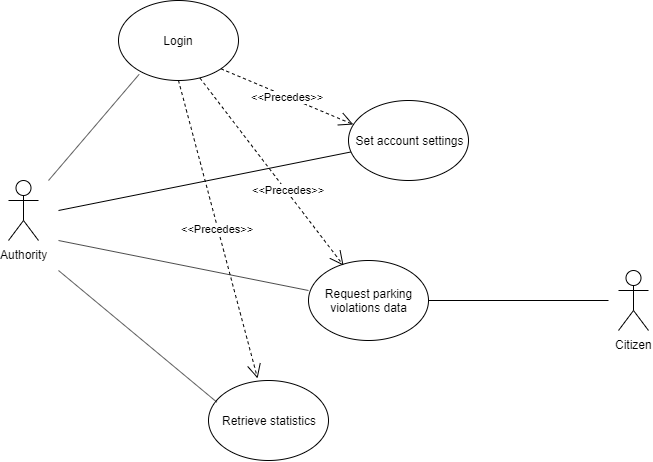 Login
<<Precedes>>
Set account settings
<<Precedes>>
<<Precedes>>
Authority
Request parking
violations data
Citizen
Retrieve statistics